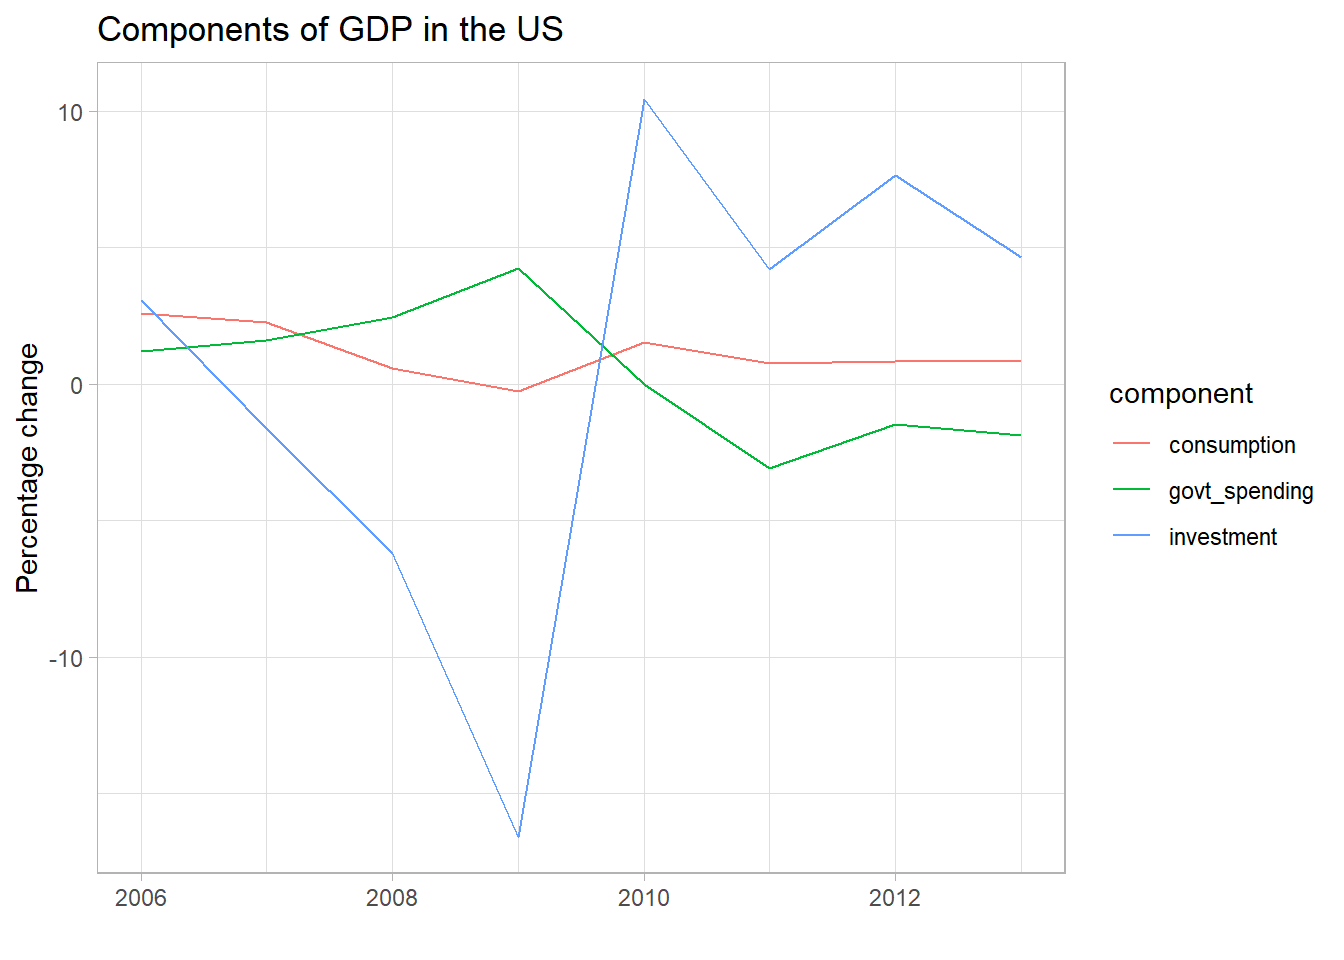 Components of GDP in the US
Percentage change
10
0
-10
2006
2008
2010
2012
component
consumption
govt_spending
investment